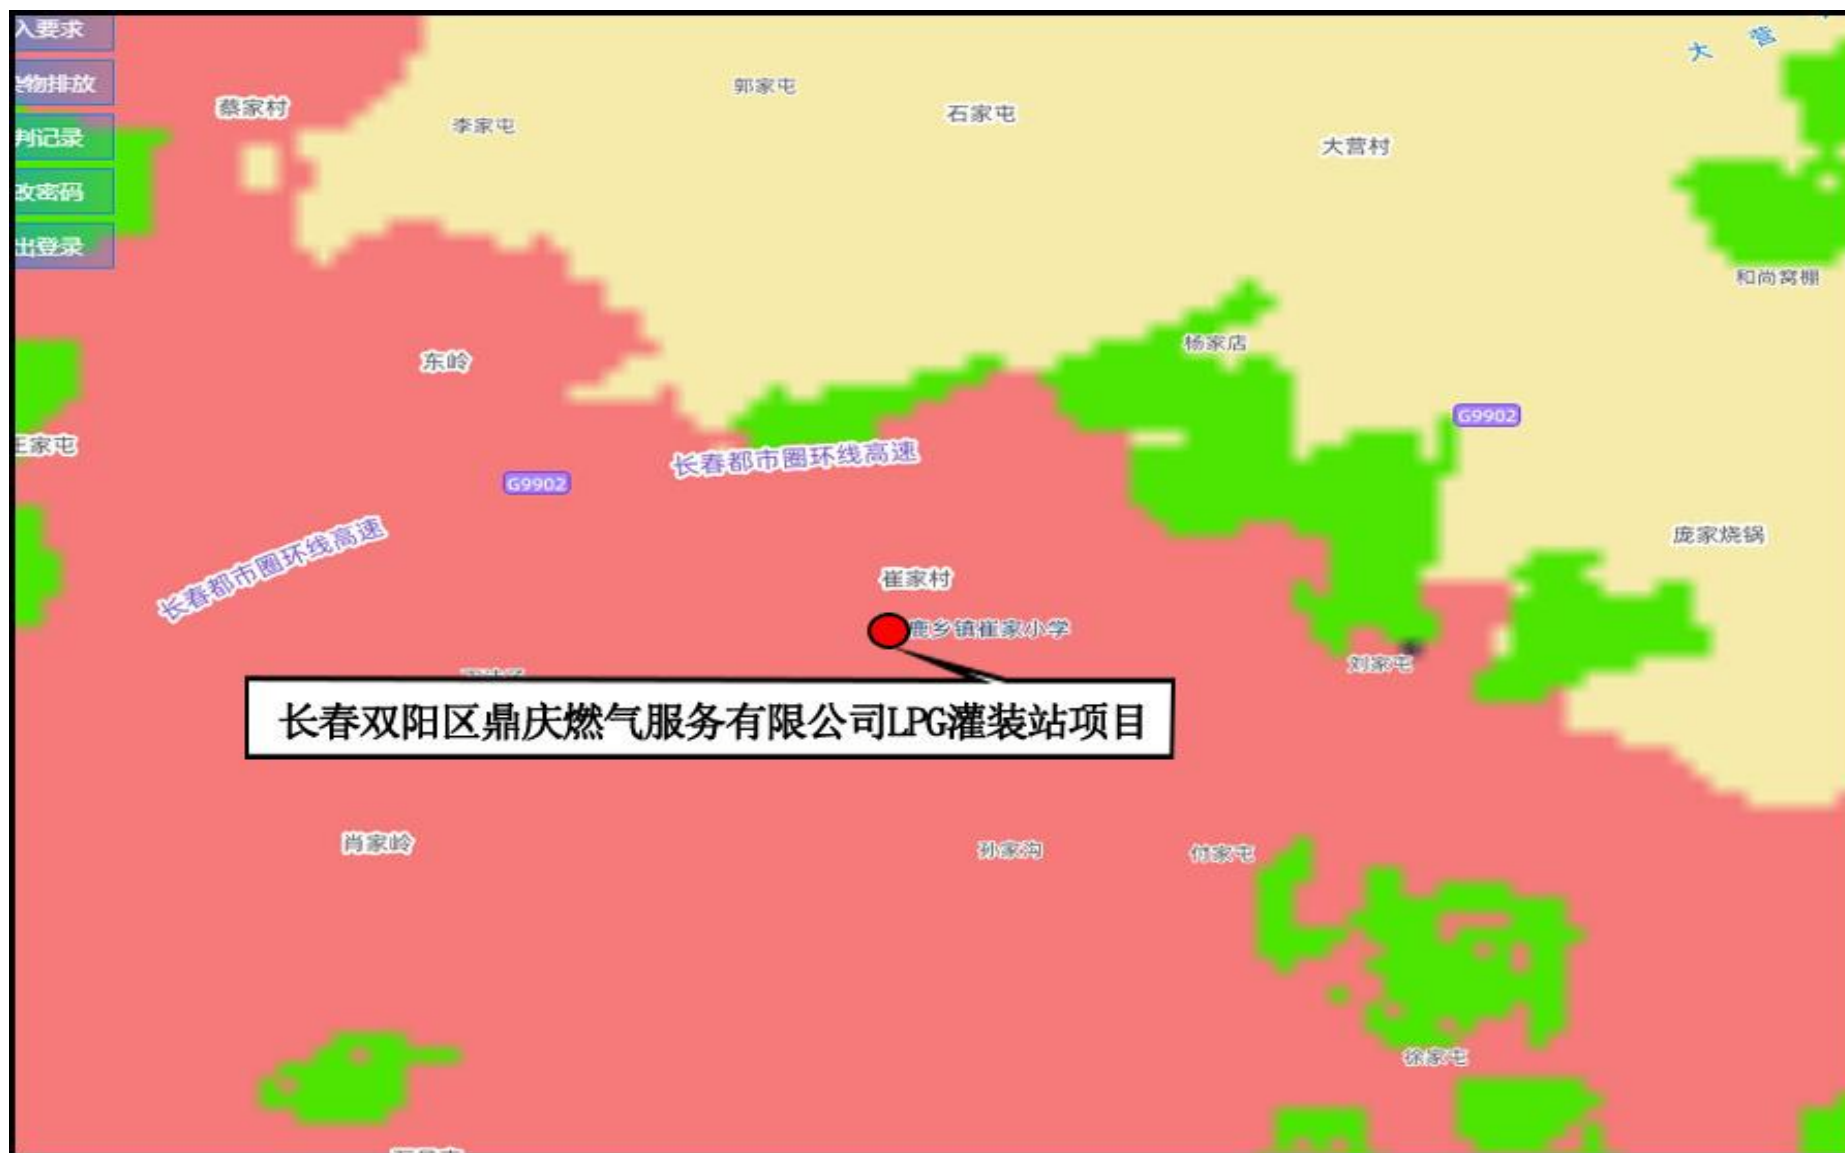 入要求
物排放
判记录
改密码
出登录
大营
蔡家村
李家屯
郭家屯
石家屯
大营村
和尚窝棚
杨家店
东岭
G9902
王家屯
长春都市圈环线高速
G9902
长春都市圈环线高速
庞家烧锅
崔家村
鹿乡镇崔家小学
刘家屯
长春双阳区鼎庆燃气服务有限公司LPG灌装站项目
肖家岭
孙家沟
付家屯
徐家屯